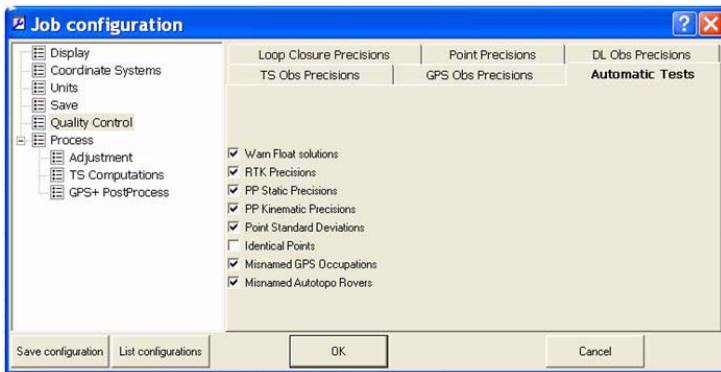 Job configuration
Display
Coordinate Systems
Units
Save
Quality Control
Process
Adjustment
TS Computations
GPS+ PostProcess
Loop Closure Precisions
Point Precisions
DL Obs Precisions
TS Obs Precisions
GPS Obs Precisions
Automatic Tests
Warn Float solutions
RTK Precisions
PP Static Precisions
PP Kinematic Precisions
Point Standard Deviations
Identical Points
Misnamed GPS Occupations
Misnamed Autotopo Rovers
Save configuration
List configurations
OK
Cancel